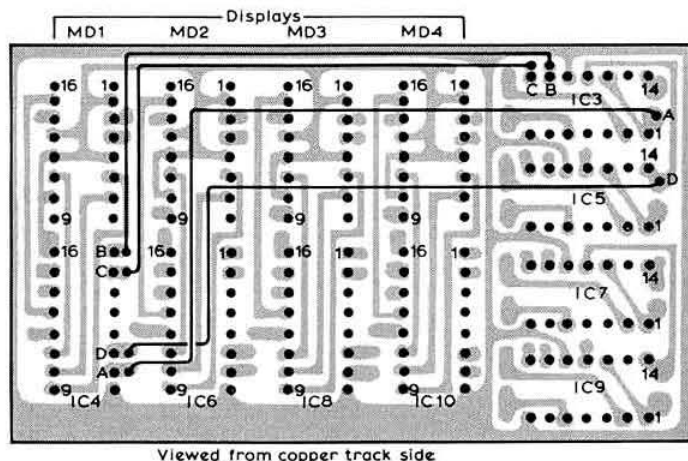 Displays
MD1 MD2 MD3 MD4
C B 14
16 1 16 1 16 1 16 1 IC3
A
1
14
D
9 9 9 9 IC5
B 16 16 1 16 1 16 1 1
C 14
IC7
1
D
A 14
9 IC4 9 IC6 9 IC8 9 IC10 IC9
1
Viewed from copper track side